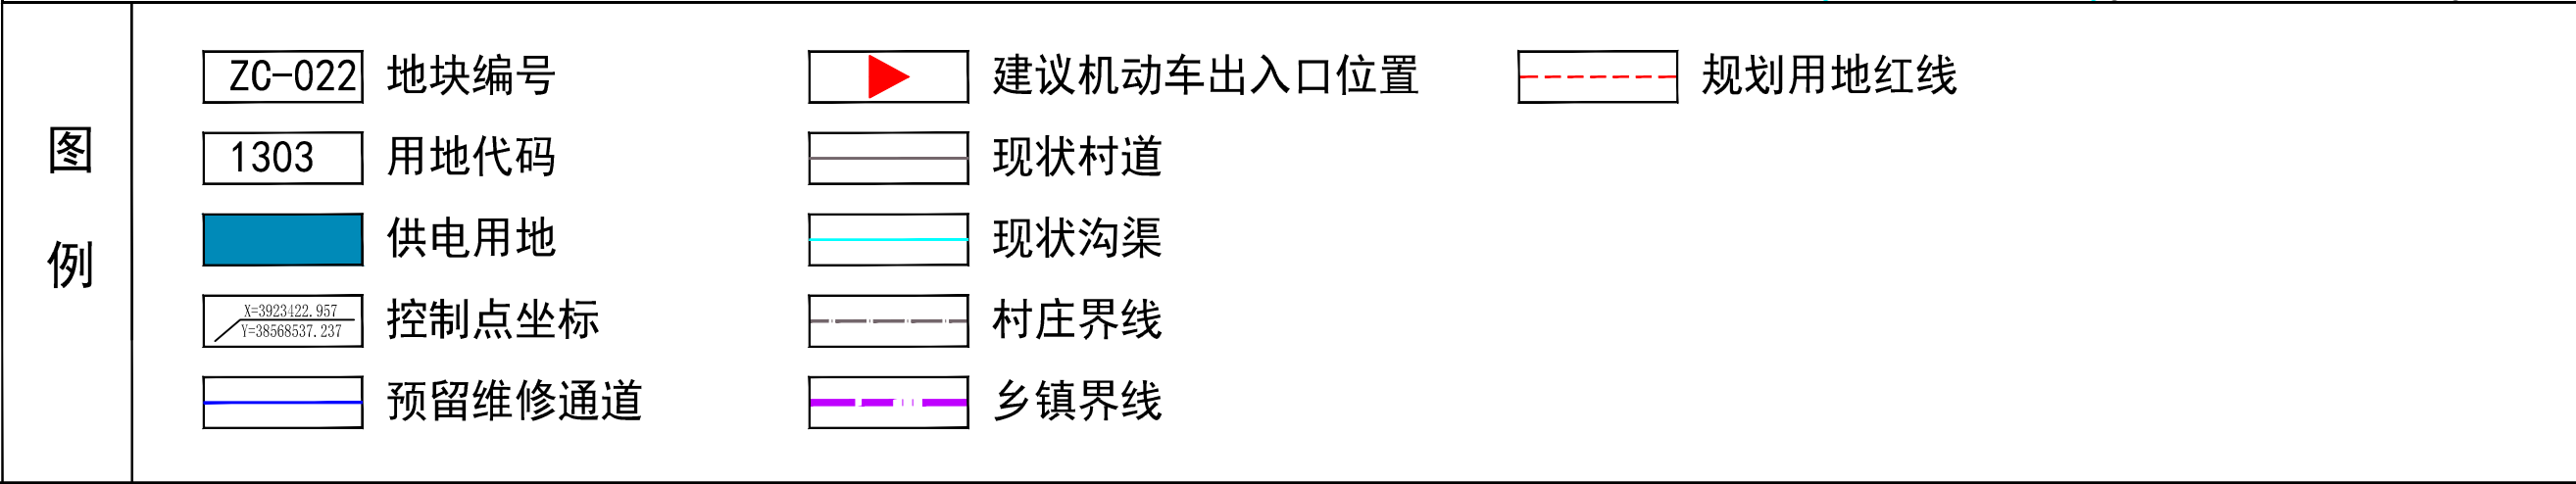 图例
ZC-022 地块编号
1303 用地代码
供电用地
X=3923422.957
Y=38568537.237
控制点坐标
预留维修通道
建议机动车出入口位置
现状村道
现状沟渠
村庄界线
乡镇界线
规划用地红线